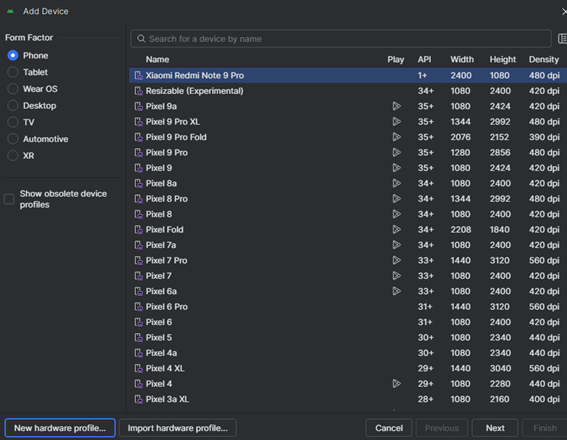 Add Device
Form Factor
Phone
Tablet
Wear OS
Desktop
TV
Automotive
XR
Show obsolete device
profiles
Search for a device by name
Name Play API Width Height Density
Xiaomi Redmi Note 9 Pro 1+ 2400 1080 480 dpi
Resizable (Experimental) 34+ 1080 2400 420 dpi
Pixel 9a 35+ 1080 2424 420 dpi
Pixel 9 Pro XL 35+ 1344 2992 480 dpi
Pixel 9 Pro Fold 35+ 2076 2152 390 dpi
Pixel 9 Pro 35+ 1280 2856 480 dpi
Pixel 9 35+ 1080 2424 420 dpi
Pixel 8a 34+ 1080 2400 420 dpi
Pixel 8 Pro 34+ 1344 2992 480 dpi
Pixel 8 34+ 1080 2400 420 dpi
Pixel Fold 34+ 2208 1840 420 dpi
Pixel 7a 34+ 1080 2400 420 dpi
Pixel 7 Pro 33+ 1440 3120 560 dpi
Pixel 7 33+ 1080 2400 420 dpi
Pixel 6a 33+ 1080 2400 420 dpi
Pixel 6 Pro 31+ 1440 3120 560 dpi
Pixel 6 31+ 1080 2400 420 dpi
Pixel 5 30+ 1080 2340 440 dpi
Pixel 4a 30+ 1080 2340 440 dpi
Pixel 4 XL 29+ 1440 3040 560 dpi
Pixel 4 29+ 1080 2280 440 dpi
Pixel 3a XL 28+ 1080 2160 400 dpi
New hardware profile... Import hardware profile... Cancel Previous Next Finish